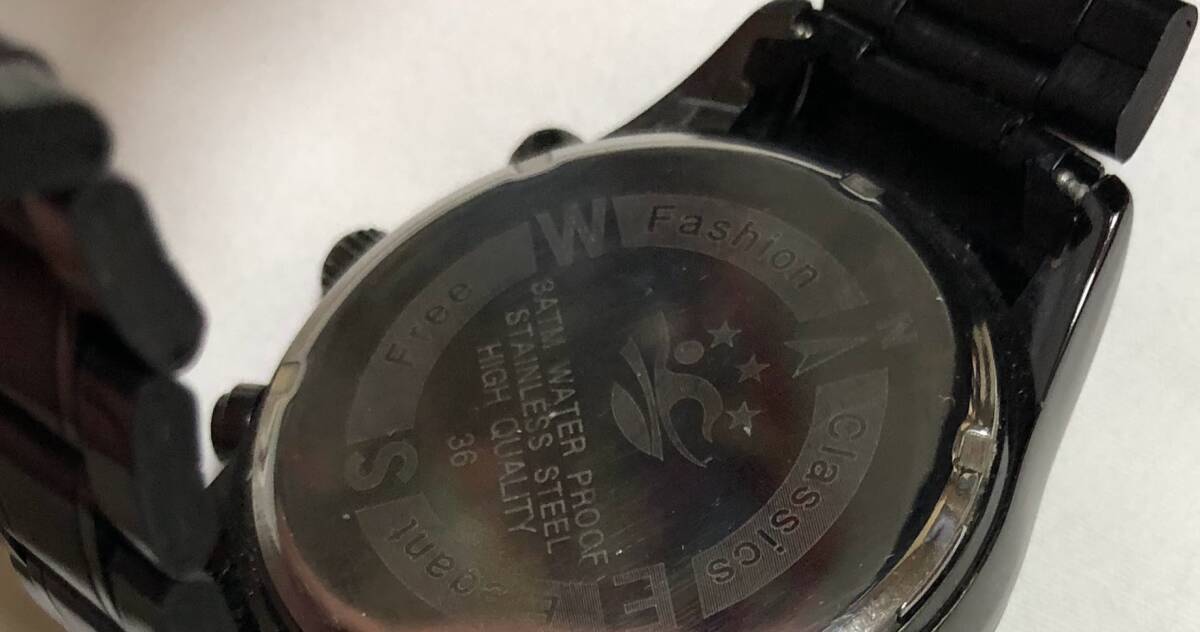 W
Fashion
N
Classics
E
S
Free
3ATM WATER PROOF
STAINLESS STEEL
HIGH QUALITY
36